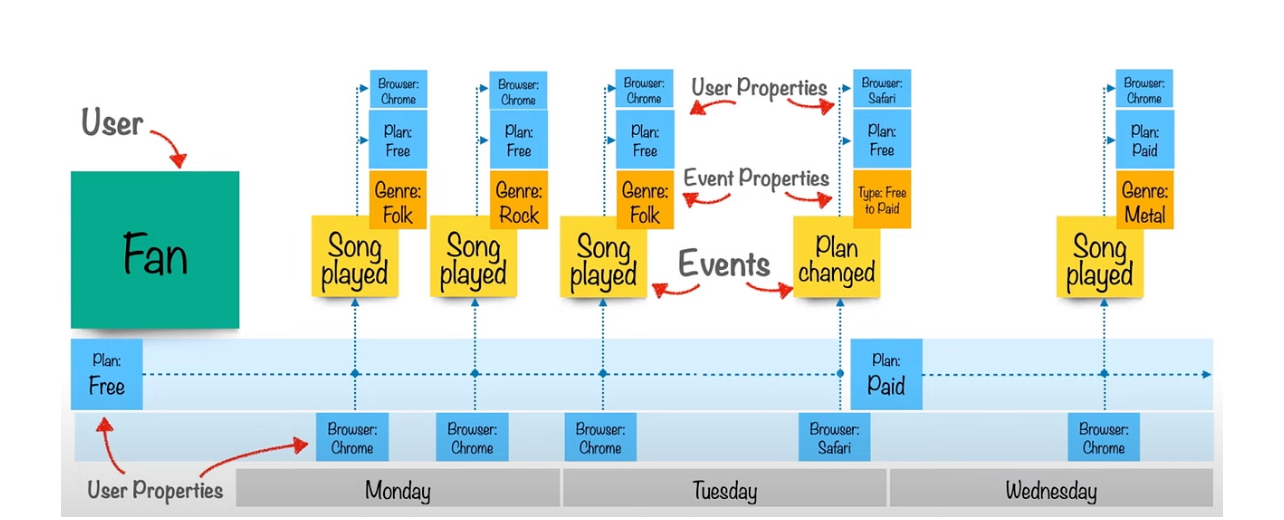 User
Fan
Browser:
Chrome
Plan:
Free
Genre:
Folk
Song
played
Browser:
Chrome
Plan:
Free
Genre:
Rock
Song
played
Browser:
Chrome
Plan:
Free
Genre:
Folk
Song
played
User Properties
Event Properties
Events
Browser:
Safari
Plan:
Free
Type: Free
to Paid
Plan
changed
Browser:
Chrome
Plan:
Paid
Genre:
Metal
Song
played
Plan:
Free
Plan:
Paid
Browser:
Chrome
Browser:
Chrome
Browser:
Chrome
Browser:
Safari
Browser:
Chrome
User Properties
Monday
Tuesday
Wednesday